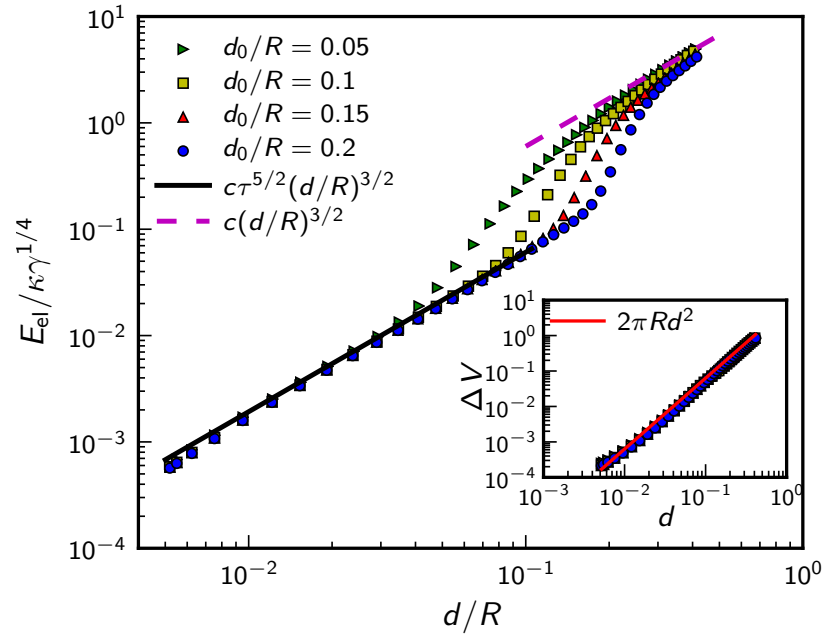 E_el/κγ^{1/4}
10^1
10^0
10^{-1}
10^{-2}
10^{-3}
10^{-4}
d_0/R = 0.05
d_0/R = 0.1
d_0/R = 0.15
d_0/R = 0.2
cτ^{5/2}(d/R)^{3/2}
c(d/R)^{3/2}
10^{-2} 10^{-1} 10^0
d/R
ΔV
10^1
10^0
10^{-1}
10^{-2}
10^{-3}
10^{-4}
2πRd^2
10^{-3} 10^{-2} 10^{-1} 10^0
d